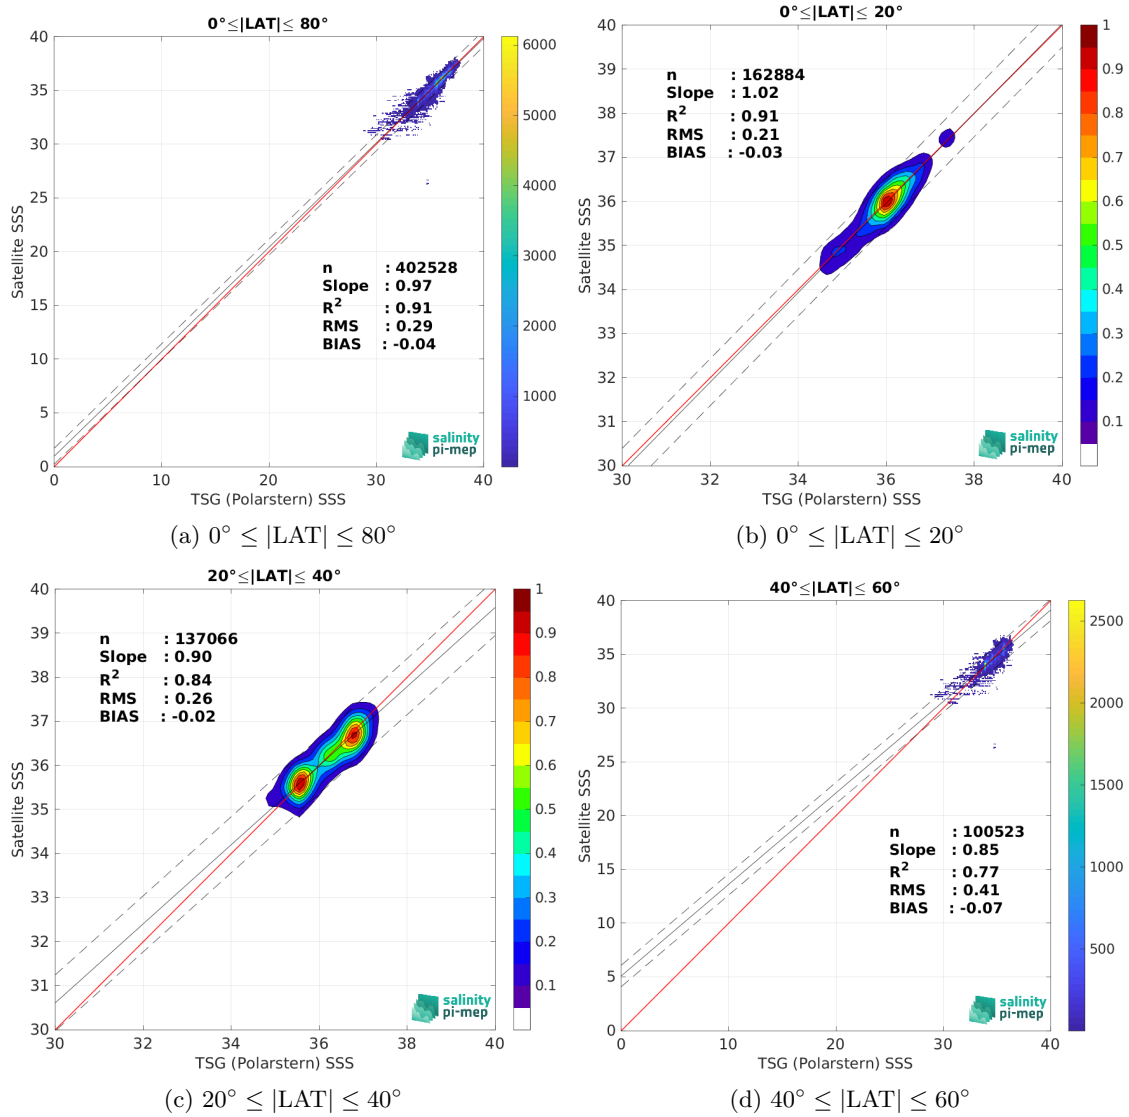 0°≤|LAT|≤ 80°
40
35
30
25
20
15
10
5
0
0
10
20
30
40
Satellite SSS
TSG (Polarstern) SSS
n : 402528
Slope : 0.97
R² : 0.91
RMS : 0.29
BIAS : -0.04
salinity
pi-mep
6000
5000
4000
3000
2000
1000
(a) 0° ≤ |LAT| ≤ 80°
0°≤|LAT|≤ 20°
40
39
38
37
36
35
34
33
32
31
30
30
32
34
36
38
40
Satellite SSS
TSG (Polarstern) SSS
n : 162884
Slope : 1.02
R² : 0.91
RMS : 0.21
BIAS : -0.03
salinity
pi-mep
1
0.9
0.8
0.7
0.6
0.5
0.4
0.3
0.2
0.1
(b) 0° ≤ |LAT| ≤ 20°
20°≤|LAT|≤ 40°
40
39
38
37
36
35
34
33
32
31
30
30
32
34
36
38
40
Satellite SSS
TSG (Polarstern) SSS
n : 137066
Slope : 0.90
R² : 0.84
RMS : 0.26
BIAS : -0.02
salinity
pi-mep
1
0.9
0.8
0.7
0.6
0.5
0.4
0.3
0.2
0.1
(c) 20° ≤ |LAT| ≤ 40°
40°≤|LAT|≤ 60°
40
35
30
25
20
15
10
5
0
0
10
20
30
40
Satellite SSS
TSG (Polarstern) SSS
n : 100523
Slope : 0.85
R² : 0.77
RMS : 0.41
BIAS : -0.07
salinity
pi-mep
2500
2000
1500
1000
500
(d) 40° ≤ |LAT| ≤ 60°